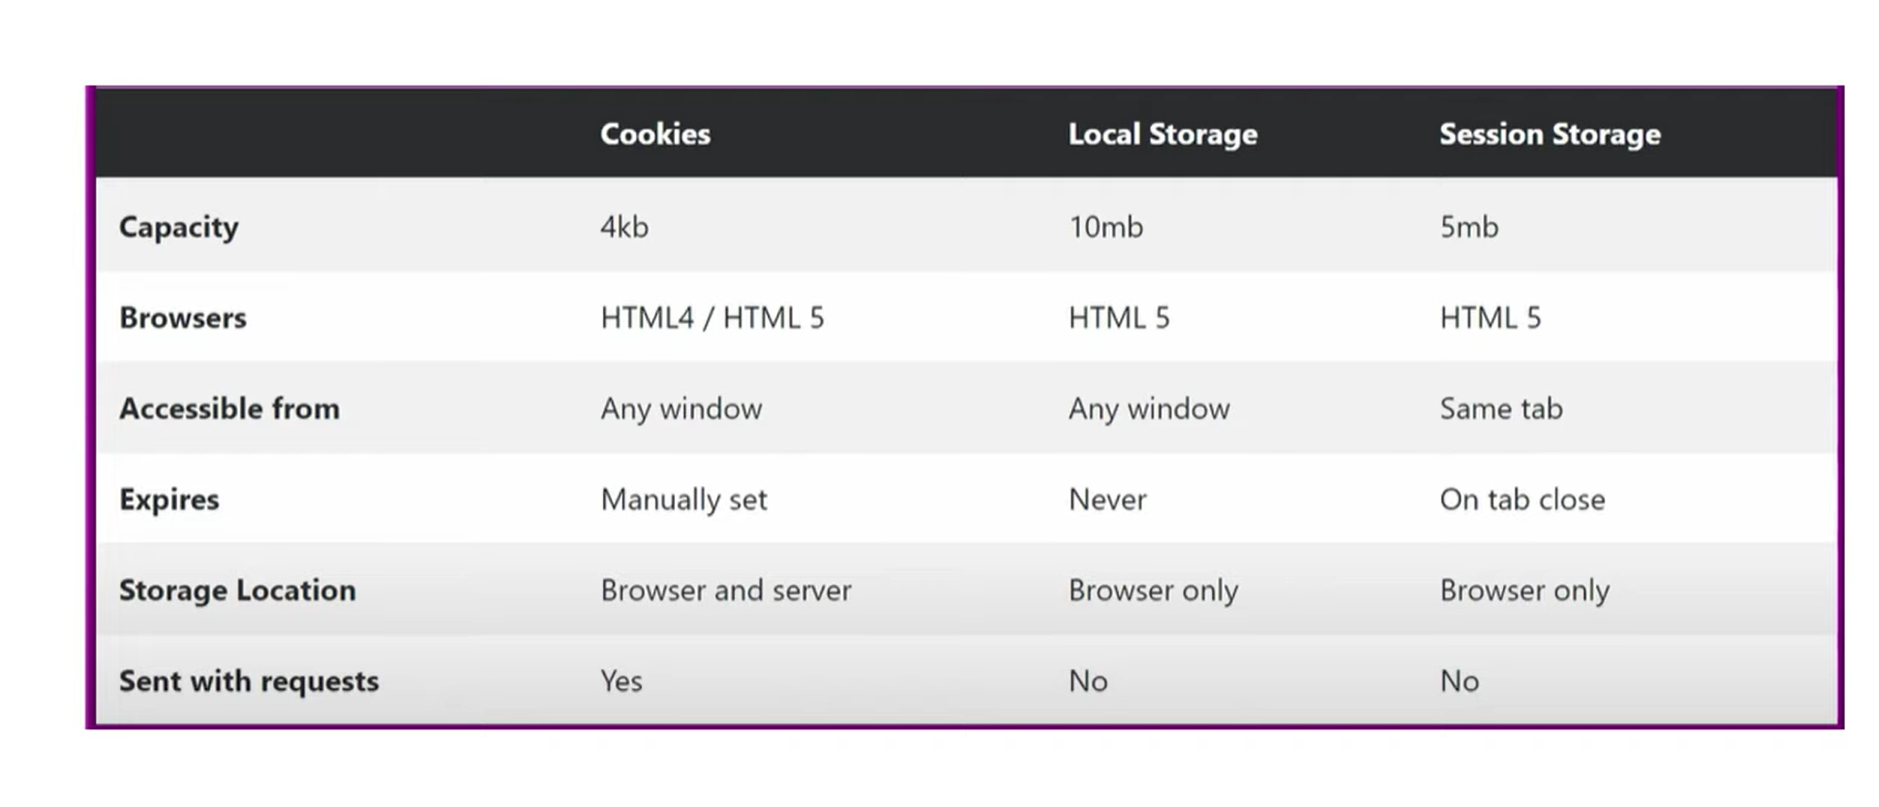 Cookies Local Storage Session Storage
Capacity 4kb 10mb 5mb
Browsers HTML4 / HTML 5 HTML 5 HTML 5
Accessible from Any window Any window Same tab
Expires Manually set Never On tab close
Storage Location Browser and server Browser only Browser only
Sent with requests Yes No No